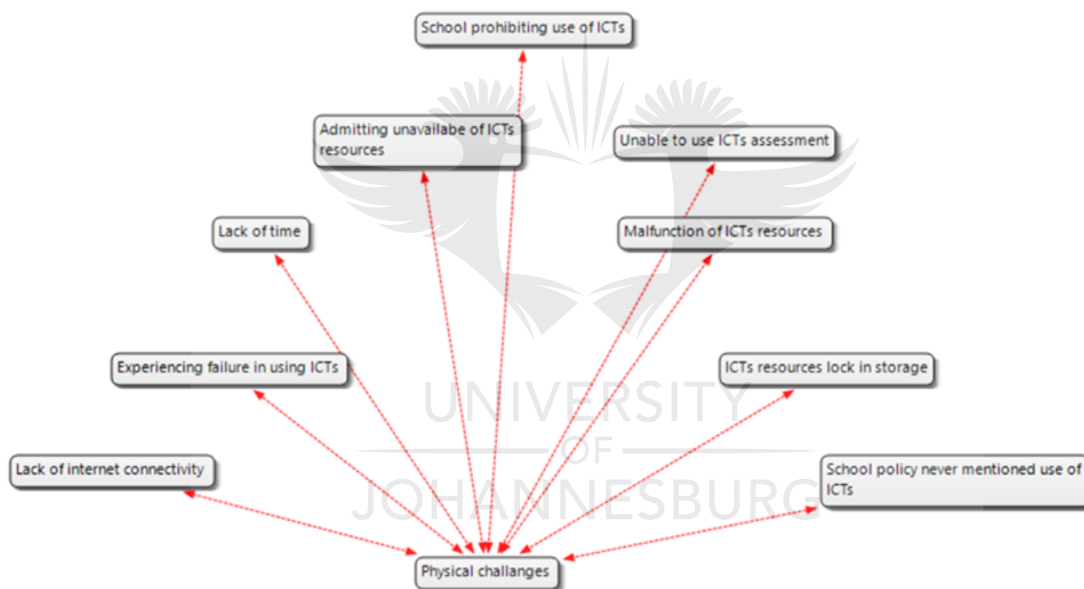 School prohibiting use of ICTs
Admitting unavailabe of ICTs
resources
Unable to use ICTs assessment
Lack of time
Malfunction of ICTs resources
Experiencing failure in using ICTs
ICTs resources lock in storage
UNIVERSITY
OF
JOHANNESBURG
Lack of internet connectivity
School policy never mentioned use of
ICTs
Physical challanges